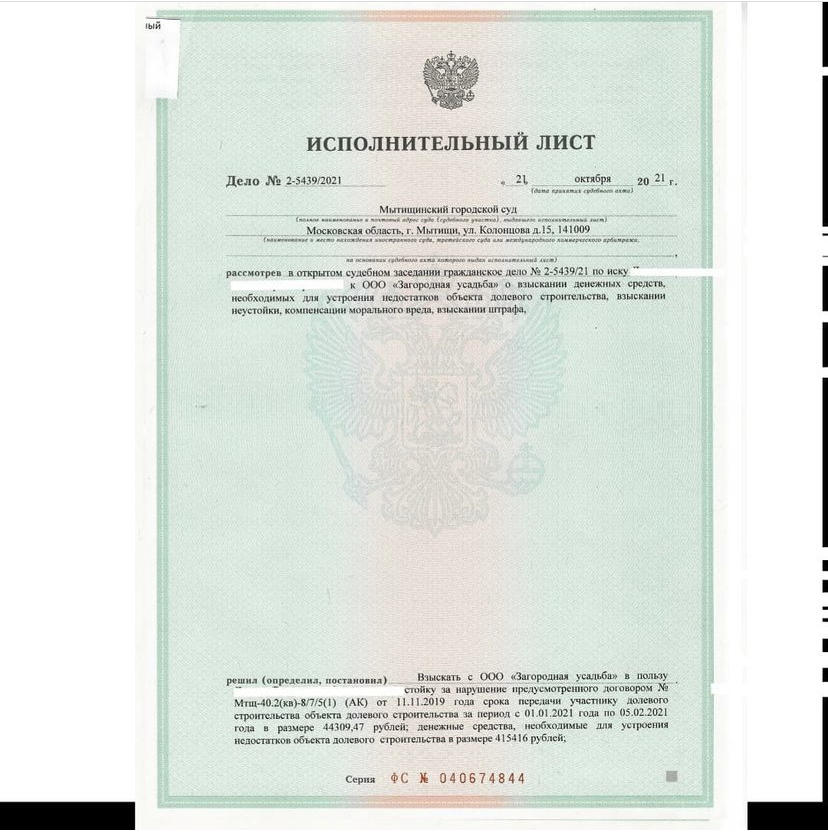 ный
ИСПОЛНИТЕЛЬНЫЙ ЛИСТ
Дело № 2-5439/2021 « 21, октября 20 21 г.
(дата принятия судебного акта)
Мытищинский городской суд
(полное наименование и почтовый адрес суда (судебного участка), выдавшего исполнительный лист)
Московская область, г. Мытищи, ул. Колонцова д.15, 141009
(наименование и место нахождения иностранного суда, третейского суда или международного коммерческого арбитража,
на основании судебного акта которого выдан исполнительный лист)
рассмотрев в открытом судебном заседании гражданское дело № 2-5439/21 по иску
к ООО «Загородная усадьба» о взыскании денежных средств,
необходимых для устроения недостатков объекта долевого строительства, взыскании
неустойки, компенсации морального вреда, взыскании штрафа,
решил (определил, постановил) Взыскать с ООО «Загородная усадьба» в пользу
стойку за нарушение предусмотренного договором №
Мтщ-40.2(кв)-8/7/5(1) (АК) от 11.11.2019 года срока передачи участнику долевого
строительства объекта долевого строительства за период с 01.01.2021 года по 05.02.2021
года в размере 44309,47 рублей; денежные средства, необходимые для устроения
недостатков объекта долевого строительства в размере 415416 рублей;
Серия ФС № 040674844